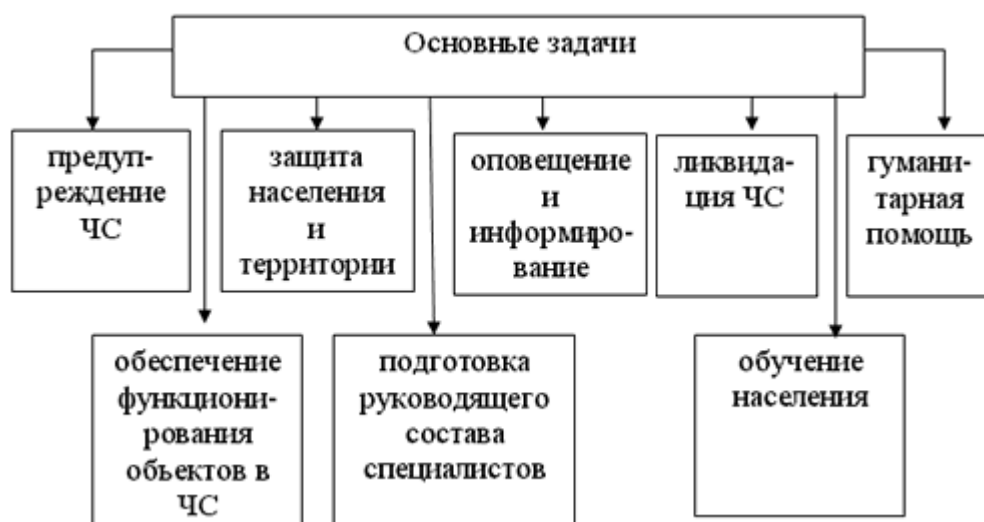 Основные задачи
предуп-
реждение
ЧС
защита
населения
и
территории
оповещение
и
информиро-
вание
ликвида-
ция ЧС
гумани-
тарная
помощь
обеспечение
функциони-
рования
объектов в
ЧС
подготовка
руководящего
состава
специалистов
обучение
населения